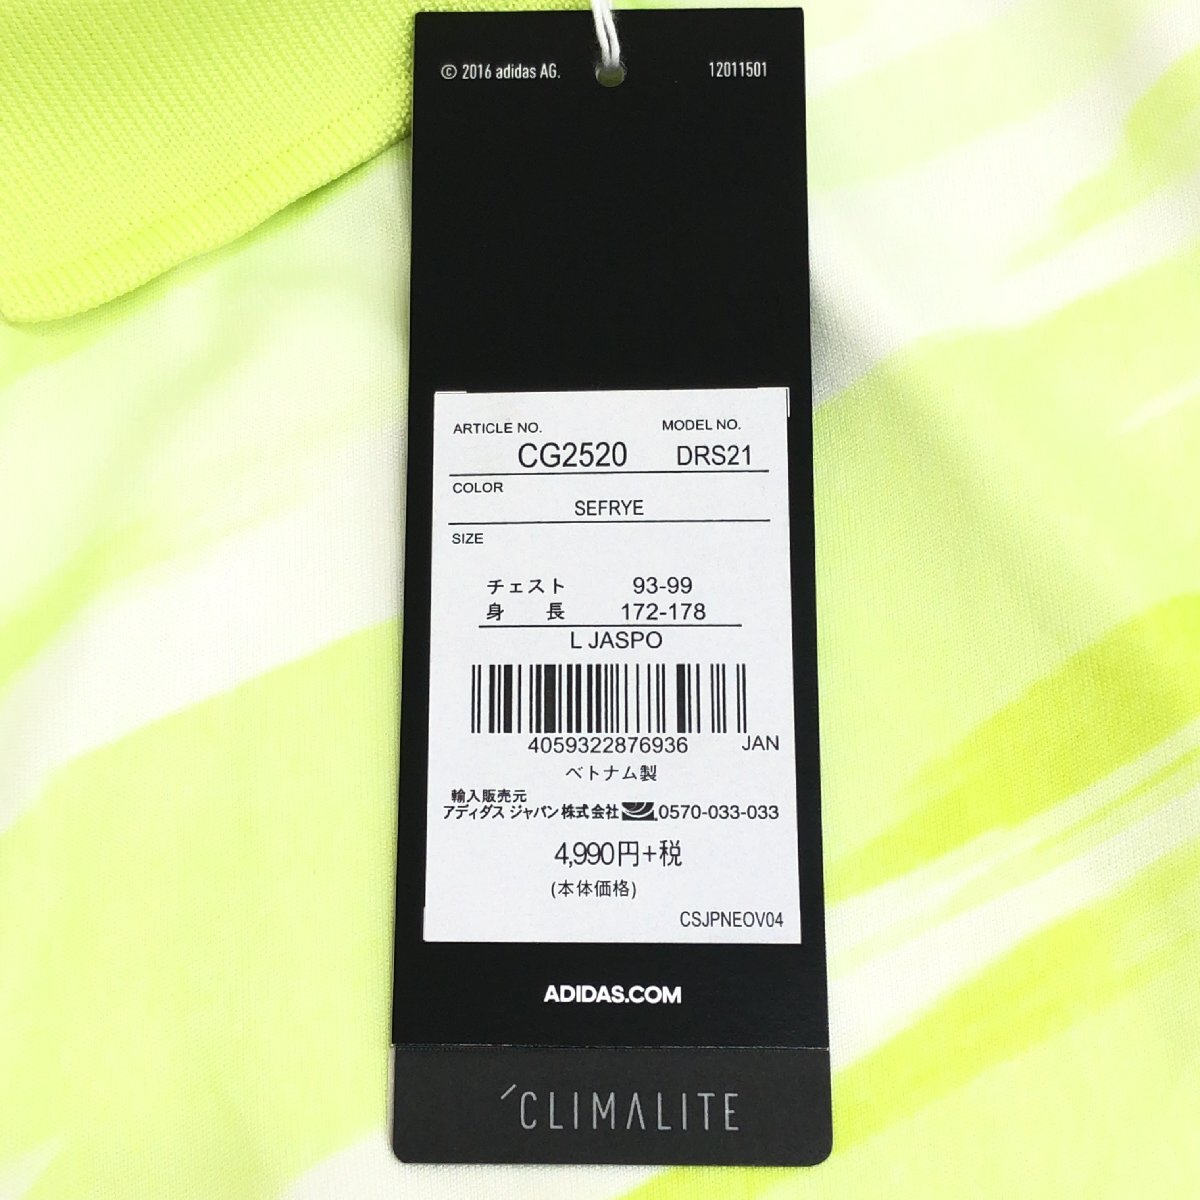 © 2016 adidas AG. 12011501
ARTICLE NO. MODEL NO.
CG2520 DRS21
COLOR
SEFRYE
SIZE
チェスト 93-99
身 長 172-178
L JASPO
4059322876936 JAN
ベトナム製
輸入販売元
アディダス ジャパン株式会社 0570-033-033
4,990円+税
(本体価格)
CSJPNEOV04
ADIDAS.COM
CLIMALITE